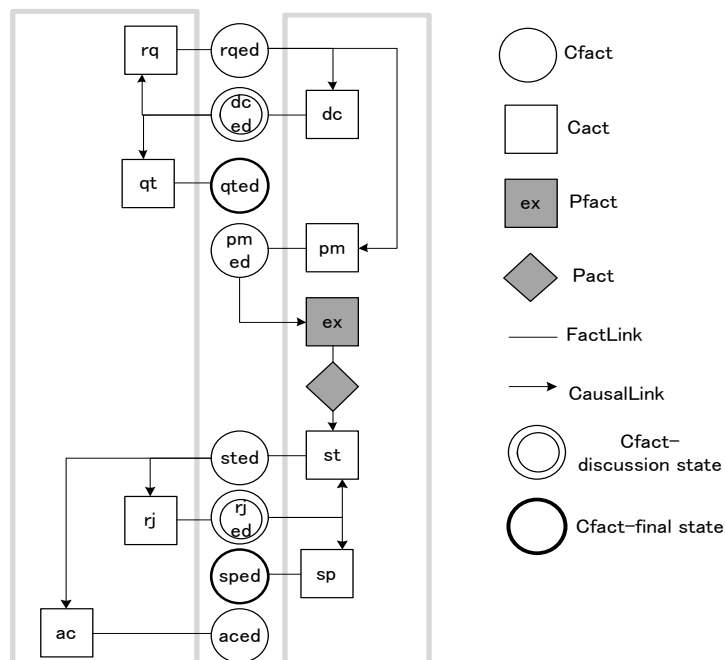 rq
rqed
dc
ed
dc
qt
qted
pm
ed
pm
ex
sted
st
rj
rj
ed
sped
sp
ac
aced
Cfact
Cact
ex
Pfact
Pact
FactLink
CausalLink
Cfact-
discussion state
Cfact-final state